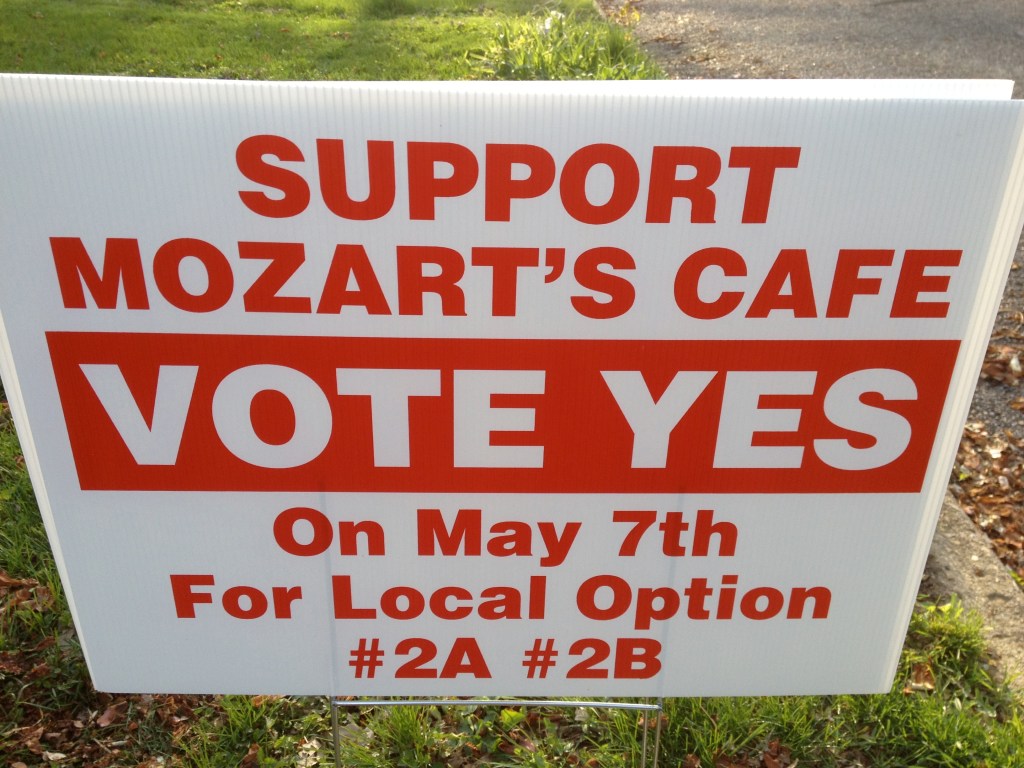 SUPPORT
MOZART'S CAFE
VOTE YES
On May 7th
For Local Option
#2A #2B